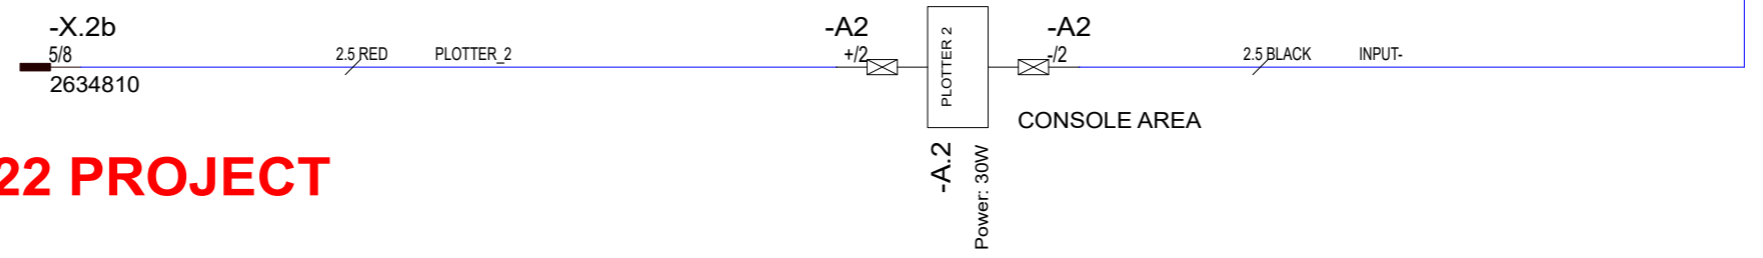 -X.2b
5/8
2634810
2.5 RED
PLOTTER_2
-A2
+/2
PLOTTER 2
-A.2
Power: 30W
-A2
-/2
CONSOLE AREA
2.5 BLACK
INPUT-
22 PROJECT